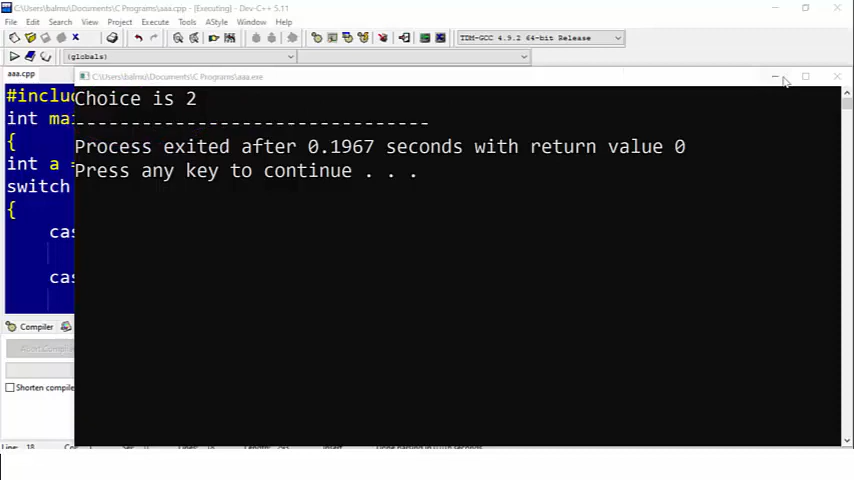 C:\Users\balmu\Documents\C Programs\aaa.cpp - [Executing] - Dev-C++ 5.11
File Edit Search View Project Execute Tools AStyle Window Help
TDM-GCC 4.9.2 64-bit Release
(globals)
aaa.cpp
C:\Users\balmu\Documents\C Programs\aaa.exe
#inclu
Choice is 2
int ma
--------------------------------
{
Process exited after 0.1967 seconds with return value 0
int a =
Press any key to continue . . .
switch
{
cas
cas
Compiler
Shorten compile
Line: 18